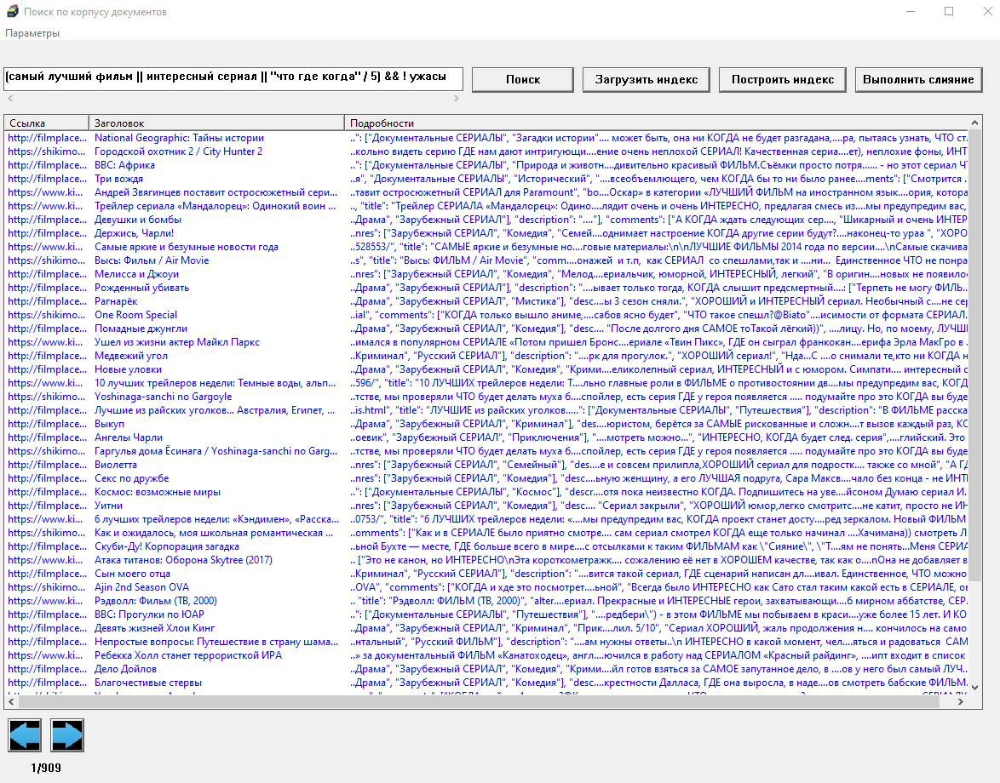 Поиск по корпусу документов
Параметры
(самый лучший фильм || интересный сериал || "что где когда" / 5) && ! ужасы
Поиск
Загрузить индекс
Построить индекс
Выполнить слияние
Ссылка Заголовок Подробности
http://filmplace... National Geographic: Тайны истории ..": ["Документальные СЕРИАЛЫ", "Загадки истории".... может быть, она ни КОГДА не будет разгадана,....ра, пытаясь узнать, ЧТО ст.
https://shikimo... Городской охотник 2 / City Hunter 2 ..кольно видеть серию ГДЕ нам дают интригующи....ение очень неплохой СЕРИАЛ! Качественная сериа....ет), неплохие фоны, ИНТ
http://filmplace... BBC: Африка ..": ["Документальные СЕРИАЛЫ", "Природа и животн....дивительно красивый ФИЛЬМ.Съёмки просто потря...... - но этот сериал ЧТ
http://filmplace... Три вождя ..я", "Документальные СЕРИАЛЫ", "Исторический", "....всеобъемлющего, чем КОГДА бы то ни было ранее....ments": ["Смотрится .
https://www.ki... Андрей Звягинцев поставит остросюжетный сери... ..тавит остросюжетный СЕРИАЛ для Paramount", "bo....Оскар» в категории «ЛУЧШИЙ ФИЛЬМ на иностранном язык....ория, котора
https://www.ki... Трейлер сериала «Мандалорец»: Одинокий воин ... .., "title": "Трейлер СЕРИАЛА «Мандалорец»: Одино....лядит очень и очень ИНТЕРЕСНО, предлагая смесь из....мы предупредим вас,
http://filmplace... Девушки и бомбы ..Драма", "Зарубежный СЕРИАЛ"], "description": "...."], "comments": ["А КОГДА ждать следующих сер...., "Шикарный и очень ИНТЕР
http://filmplace... Держись, Чарли! ..nres": ["Зарубежный СЕРИАЛ", "Комедия", "Семей....однимает настроение КОГДА другие серии будут?....наконец-то ураа ", "ХОРО
https://www.ki... Самые яркие и безумные новости года ..528553/", "title": "САМЫЕ яркие и безумные но....говые материалы:\n\nЛУЧШИЕ ФИЛЬМЫ 2014 года по версии....\nСамые скачива
https://shikimo... Высь: Фильм / Air Movie ..s", "title": "Высь: ФИЛЬМ / Air Movie", "comm....онажей  и т.п,  как СЕРИАЛ  со спешлами,так и ....ни...  Единственное ЧТО не понра
http://filmplace... Мелисса и Джоуи ..nres": ["Зарубежный СЕРИАЛ", "Комедия", "Мелод....ериальчик, юморной, ИНТЕРЕСНЫЙ, легкий", "В оригин....новых не появило
http://filmplace... Рожденный убивать ..Драма", "Зарубежный СЕРИАЛ"], "description": "....ывает только тогда, КОГДА слышит предсмертный....: ["Терпеть не могу ФИЛЬ..
http://filmplace... Рагнарёк ..Драма", "Зарубежный СЕРИАЛ", "Мистика"], "desc....ы 3 сезон сняли.", "ХОРОШИЙ и ИНТЕРЕСНЫЙ сериал. Необычный с....не сер
https://shikimo... One Room Special ..ial", "comments": ["КОГДА только вышло аниме,....сабов ясно будет", "ЧТО такое спешл?@Biato"....исимости от формата СЕРИАЛ.
http://filmplace... Помадные джунгли ..Драма", "Зарубежный СЕРИАЛ", "Комедия"], "desc.... "После долгого дня САМОЕ тоТакой лёгкий))", ....лицу. Но, по моему, ЛУЧШ
https://www.ki... Ушел из жизни актер Майкл Паркс ..имался в популярном СЕРИАЛЕ «Потом пришел Бронс....ериале «Твин Пикс», ГДЕ он сыграл франкокан....ерифа Эрла МакГро в .
http://filmplace... Медвежий угол ..Криминал", "Русский СЕРИАЛ"], "description": "....рк для прогулок.", "ХОРОШИЙ сериал!", "Нда...С ....о снимали те,кто ни КОГДА н
http://filmplace... Новые уловки ..Драма", "Зарубежный СЕРИАЛ", "Комедия", "Крими....еликолепный сериал, ИНТЕРЕСНЫЙ и с юмором. Симпати.... интересный с
https://www.ki... 10 лучших трейлеров недели: Темные воды, альп... ..596/", "title": "10 ЛУЧШИХ трейлеров недели: Т....льно главные роли в ФИЛЬМЕ о противостоянии дв....мы предупредим вас, КОГД
https://shikimo... Yoshinaga-sanchi no Gargoyle ..тстве, мы проверяли ЧТО будет делать муха б....спойлер, есть серия ГДЕ у героя появляется ..... подумайте про это КОГДА вы буде
http://filmplace... Лучшие из райских уголков... Австралия, Египет, ... ..is.html", "title": "ЛУЧШИЕ из райских уголков.....": ["Документальные СЕРИАЛЫ", "Путешествия"], "description": "В ФИЛЬМЕ расска
http://filmplace... Выкуп ..Драма", "Зарубежный СЕРИАЛ", "Криминал"], "des....юристом, берётся за САМЫЕ рискованные и сложн....т вызов каждый раз, КО
http://filmplace... Ангелы Чарли ..оевик", "Зарубежный СЕРИАЛ", "Приключения"], ....мотреть можно...", "ИНТЕРЕСНО, КОГДА будет след. серия",....глийский. Это
https://shikimo... Гаргулья дома Ёсинага / Yoshinaga-sanchi no Garg... ..тстве, мы проверяли ЧТО будет делать муха б....спойлер, есть серия ГДЕ у героя появляется ..... подумайте про это КОГДА вы буде
http://filmplace... Виолетта ..nres": ["Зарубежный СЕРИАЛ", "Семейный"], "des....е и совсем прилипла,ХОРОШИЙ сериал для подростк.... также со мной", "А ГД
http://filmplace... Секс по дружбе ..nres": ["Зарубежный СЕРИАЛ", "Комедия"], "desc....ьную женщину, а его ЛУЧШАЯ подруга, Сара Максв....чало без конца - не ИНТ
http://filmplace... Космос: возможные миры ..": ["Документальные СЕРИАЛЫ", "Космос"], "descr....отя пока неизвестно КОГДА. Подпишитесь на уве....йсоном Думаю сериал И.
http://filmplace... Уитни ..nres": ["Зарубежный СЕРИАЛ", "Комедия"], "desc.... "Сериал закрыли", "ХОРОШИЙ юмор,легко смотритс....не катит, просто не ИН
https://www.ki... 6 лучших трейлеров недели: «Кэндимен», «Расска... ..0753/", "title": "6 ЛУЧШИХ трейлеров недели: «....мы предупредим вас, КОГДА проект станет досту....ред зеркалом. Новый ФИЛЬМ
https://shikimo... Как и ожидалось, моя школьная романтическая ... ..omments": ["Как и в СЕРИАЛЕ было приятно смотре.... сам сериал смотрел КОГДА еще только начинал ....Хачимана)) смотреть Л
http://filmplace... Скуби-Ду! Корпорация загадка ..ьной Бухте — месте, ГДЕ больше всего в мире....с отсылками к таким ФИЛЬМАМ как \"Сияние\", \"Т....ям не понять...Меня СЕРИА
https://www.ki... Атака титанов: Оборона Skytree (2017) .. ["Это не канон, но ИНТЕРЕСНО\nЭта короткометражк.... сожалению её нет в ХОРОШЕМ качестве, так как о....nОна не добавляет в
http://filmplace... Сын моего отца ..Криминал", "Русский СЕРИАЛ"], "description": "....вится такой сериал, ГДЕ сценарий написан дл....ивал. Единственное, ЧТО можно
https://shikimo... Ajin 2nd Season OVA ..OVA", "comments": ["КОГДА и хде это посмотрет....ьной", "Всегда было ИНТЕРЕСНО как Сато стал таким какой есть в СЕРИАЛЕ, ов
https://www.ki... Рэдволл: Фильм (ТВ, 2000) .. "title": "Рэдволл: ФИЛЬМ (ТВ, 2000)", "alter....ериал. Прекрасные и ИНТЕРЕСНЫЕ герои, захватывающи....6 мирном аббатстве, СЕР.
http://filmplace... BBC: Прогулки по ЮАР ..": ["Документальные СЕРИАЛЫ", "Путешествия"], "....редбери\") - в этом ФИЛЬМЕ мы побываем в краси....уже более 15 лет. И КО
http://filmplace... Девять жизней Хлои Кинг ..Драма", "Зарубежный СЕРИАЛ", "Криминал", "Прик....лил. 5/10", "Сериал ХОРОШИЙ, жаль продолжения н.... кончилось на само
http://filmplace... Непростые вопросы: Путешествие в страну шама... ..нтальный", "Русский ФИЛЬМ"], "description": "....ам нужны ответы..\n ИНТЕРЕСНО в какой момент, чел....яться и радоваться  САМ
https://www.ki... Ребекка Холл станет террористкой ИРА ..» за документальный ФИЛЬМ «Канатоходец», англ....ючился в работу над СЕРИАЛОМ «Красный райдинг», ....ипт входит в список
http://filmplace... Дело Дойлов ..Драма", "Зарубежный СЕРИАЛ", "Комедия", "Крими....йл готов взяться за САМОЕ запутанное дело, в ....ов у него был самый ЛУЧ..
http://filmplace... Благочестивые стервы ..Драма", "Зарубежный СЕРИАЛ", "Комедия"], "desc....крестности Далласа, ГДЕ она выросла, в наде....ов смотреть бабские ФИЛЬМ.
1/909